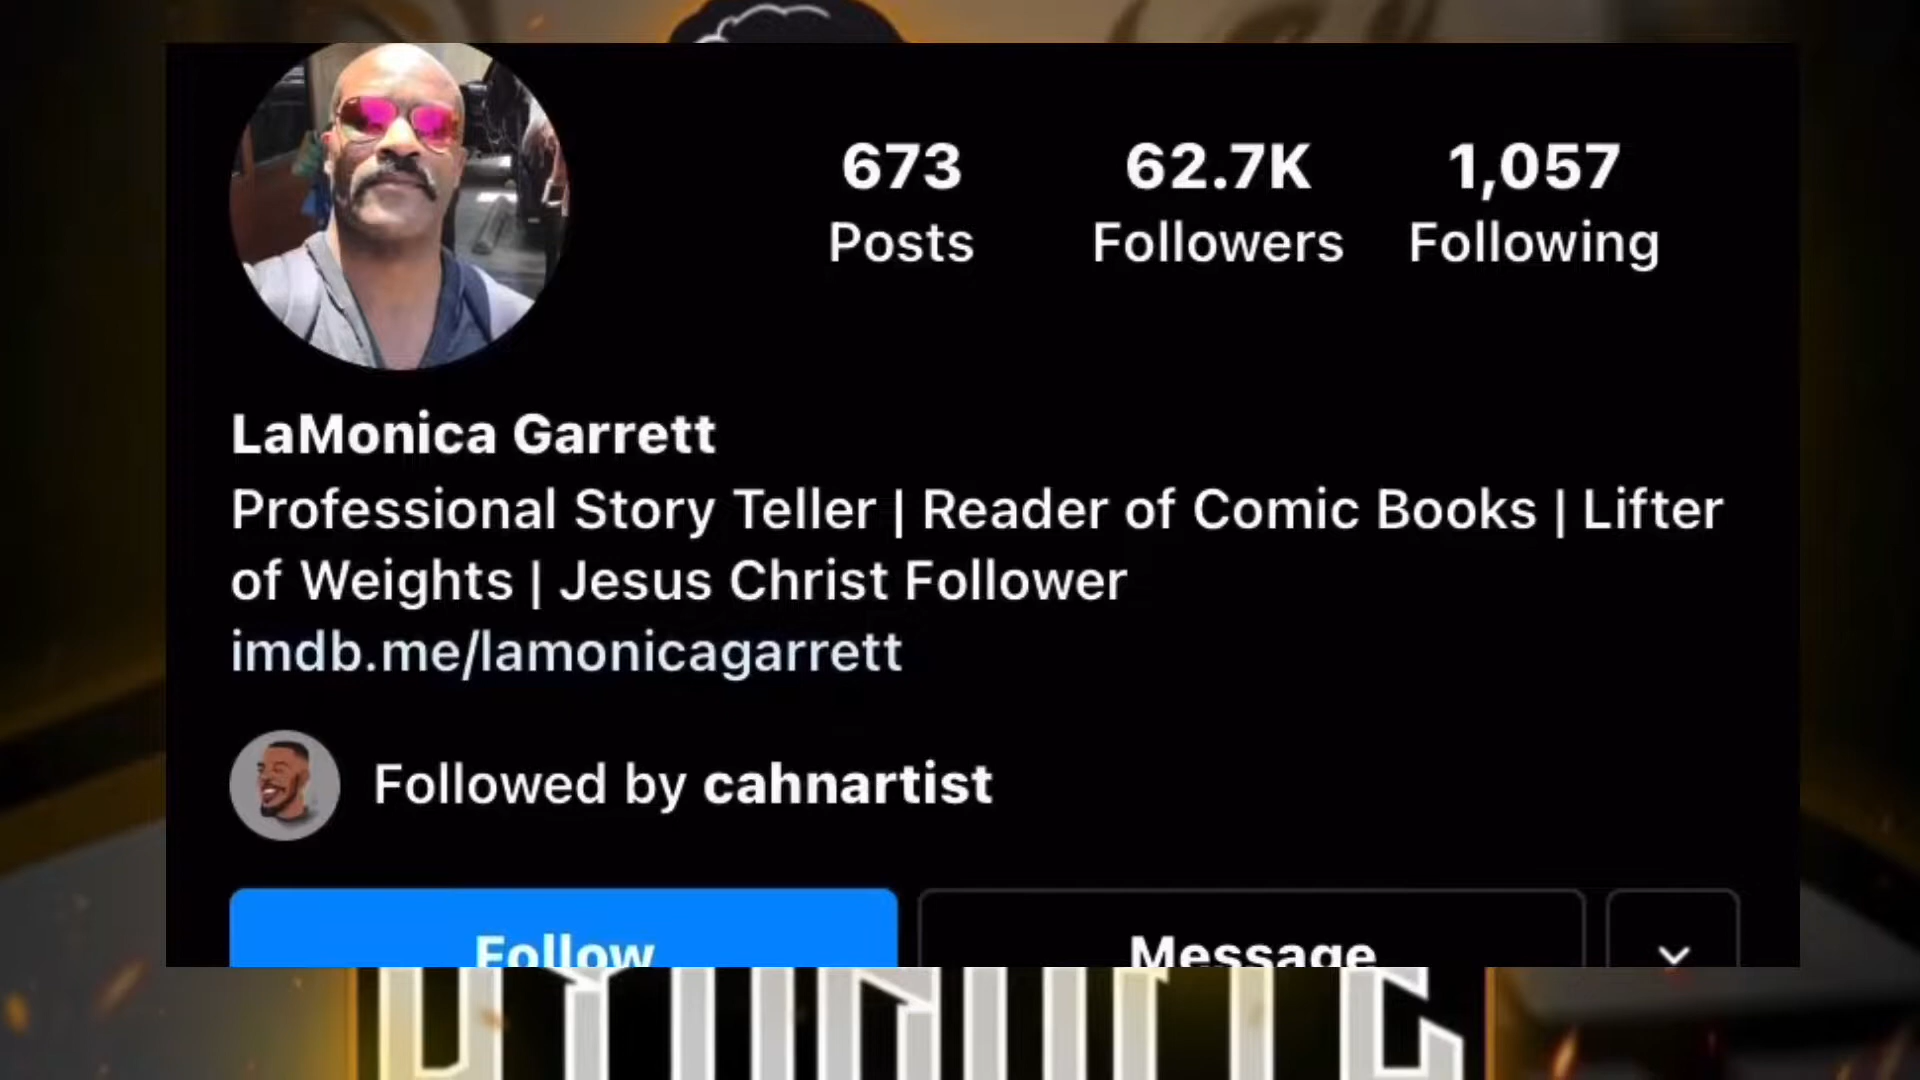 673 62.7K 1,057
Posts Followers Following
LaMonica Garrett
Professional Story Teller | Reader of Comic Books | Lifter
of Weights | Jesus Christ Follower
imdb.me/lamonicagarrett
Followed by cahnartist
Follow Message